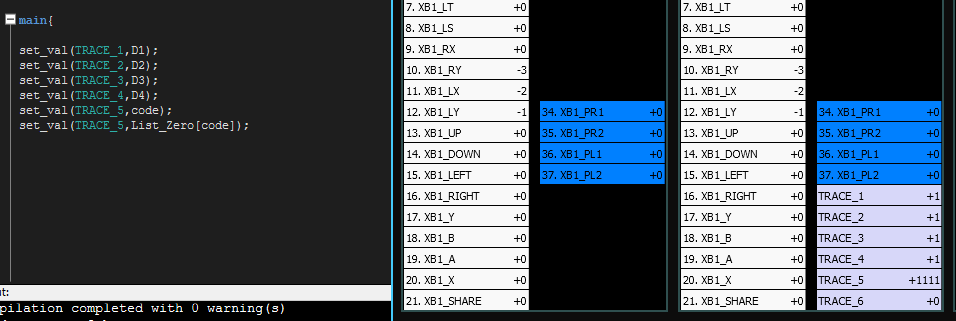 main{
set_val(TRACE_1,D1);
set_val(TRACE_2,D2);
set_val(TRACE_3,D3);
set_val(TRACE_4,D4);
set_val(TRACE_5,code);
set_val(TRACE_5,List_Zero[code]);
ut:
pilation completed with 0 warning(s)
7. XB1_LT +0
8. XB1_LS +0
9. XB1_RX +0
10. XB1_RY -3
11. XB1_LX -2
12. XB1_LY -1 34. XB1_PR1 +0
13. XB1_UP +0 35. XB1_PR2 +0
14. XB1_DOWN +0 36. XB1_PL1 +0
15. XB1_LEFT +0 37. XB1_PL2 +0
16. XB1_RIGHT +0
17. XB1_Y +0
18. XB1_B +0
19. XB1_A +0
20. XB1_X +0
21. XB1_SHARE +0
7. XB1_LT +0
8. XB1_LS +0
9. XB1_RX +0
10. XB1_RY -3
11. XB1_LX -2
12. XB1_LY -1 34. XB1_PR1 +0
13. XB1_UP +0 35. XB1_PR2 +0
14. XB1_DOWN +0 36. XB1_PL1 +0
15. XB1_LEFT +0 37. XB1_PL2 +0
16. XB1_RIGHT +0 TRACE_1 +1
17. XB1_Y +0 TRACE_2 +1
18. XB1_B +0 TRACE_3 +1
19. XB1_A +0 TRACE_4 +1
20. XB1_X +0 TRACE_5 +1111
21. XB1_SHARE +0 TRACE_6 +0